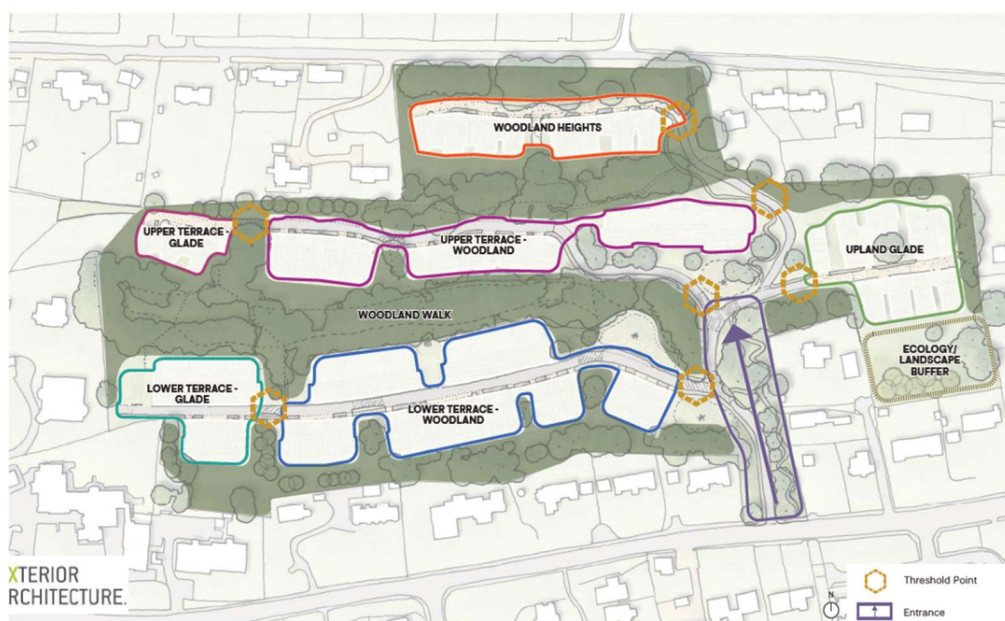 WOODLAND HEIGHTS
UPPER TERRACE -
GLADE
UPPER TERRACE -
WOODLAND
UPLAND GLADE
WOODLAND WALK
ECOLOGY/
LANDSCAPE
BUFFER
LOWER TERRACE -
GLADE
LOWER TERRACE -
WOODLAND
XTERIOR
RCHITECTURE.
N
Threshold Point
Entrance